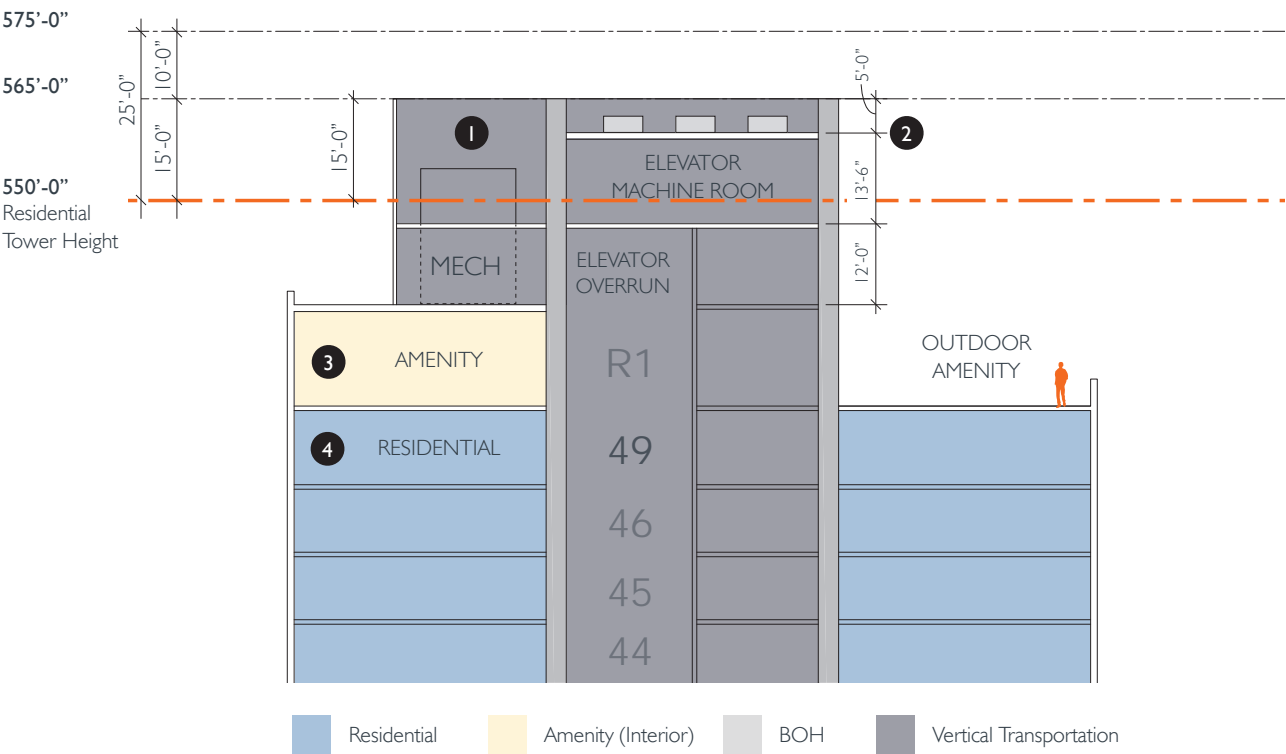 575’-0”
565’-0”
25’-0”
10’-0”
15’-0”
15’-0”
550’-0”
Residential
Tower Height
1
5’-0”
2
ELEVATOR
MACHINE ROOM
13’-6”
MECH
ELEVATOR
OVERRUN
12’-0”
3
AMENITY
R1
OUTDOOR
AMENITY
4
RESIDENTIAL
49
46
45
44
Residential
Amenity (Interior)
BOH
Vertical Transportation